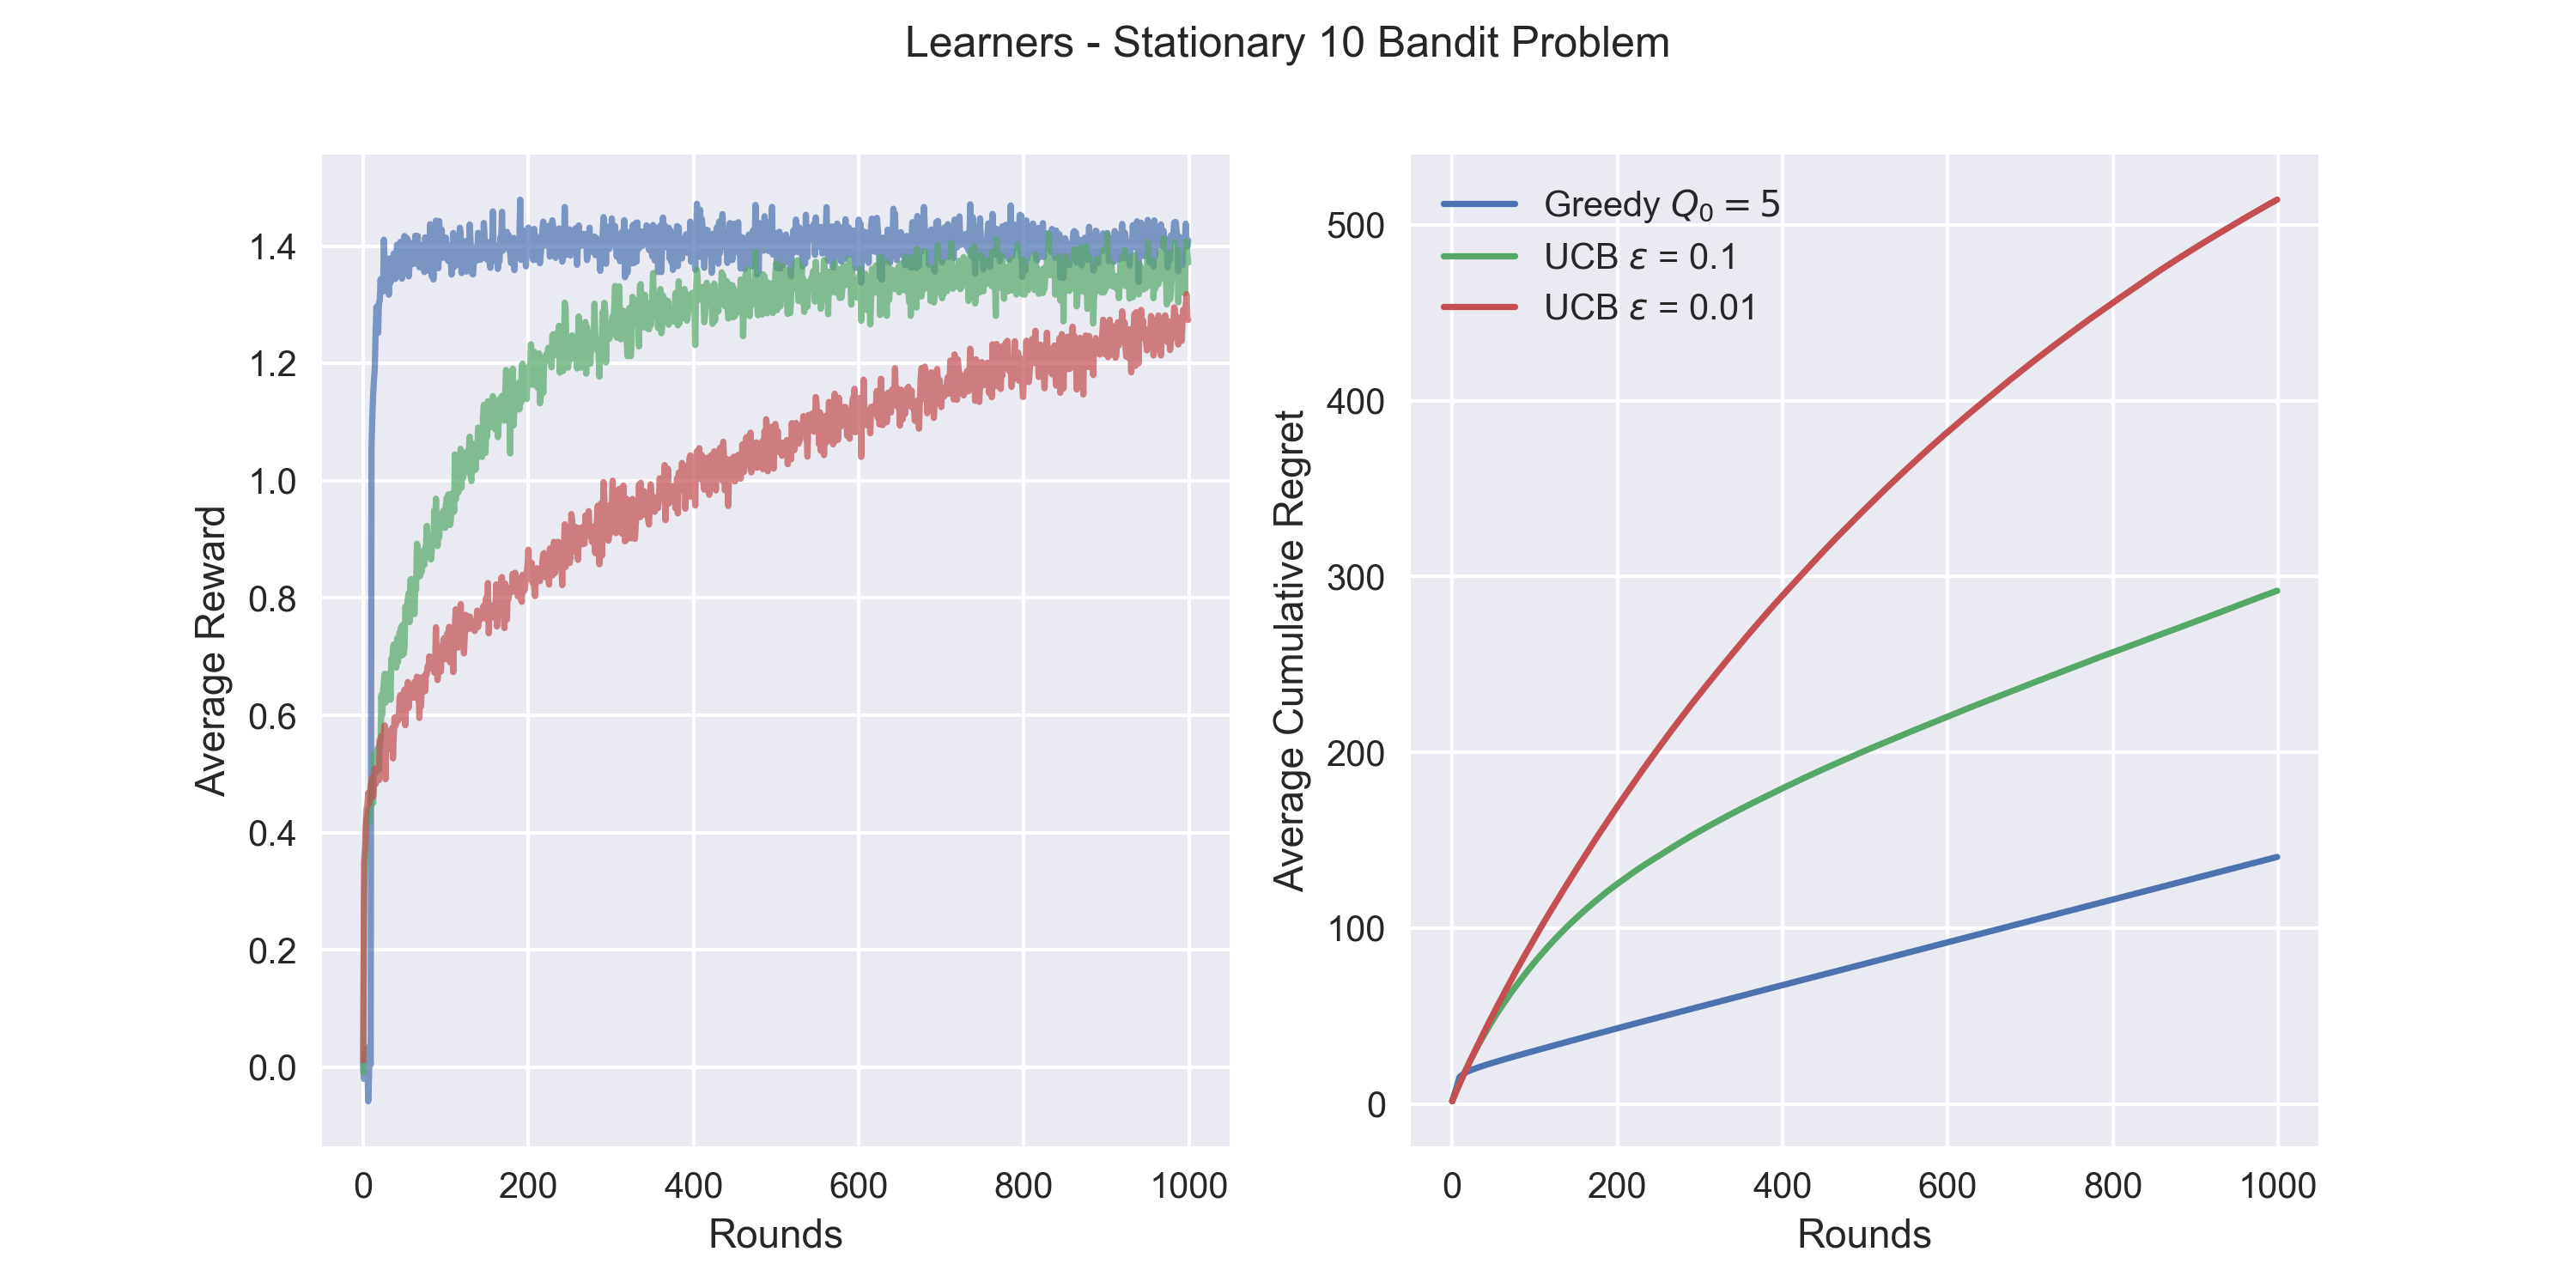 Learners - Stationary 10 Bandit Problem
Average Reward
1.4
1.2
1.0
0.8
0.6
0.4
0.2
0.0
0 200 400 600 800 1000
Rounds
Average Cumulative Regret
500
400
300
200
100
0
Greedy Q₀ = 5
UCB ε = 0.1
UCB ε = 0.01
0 200 400 600 800 1000
Rounds